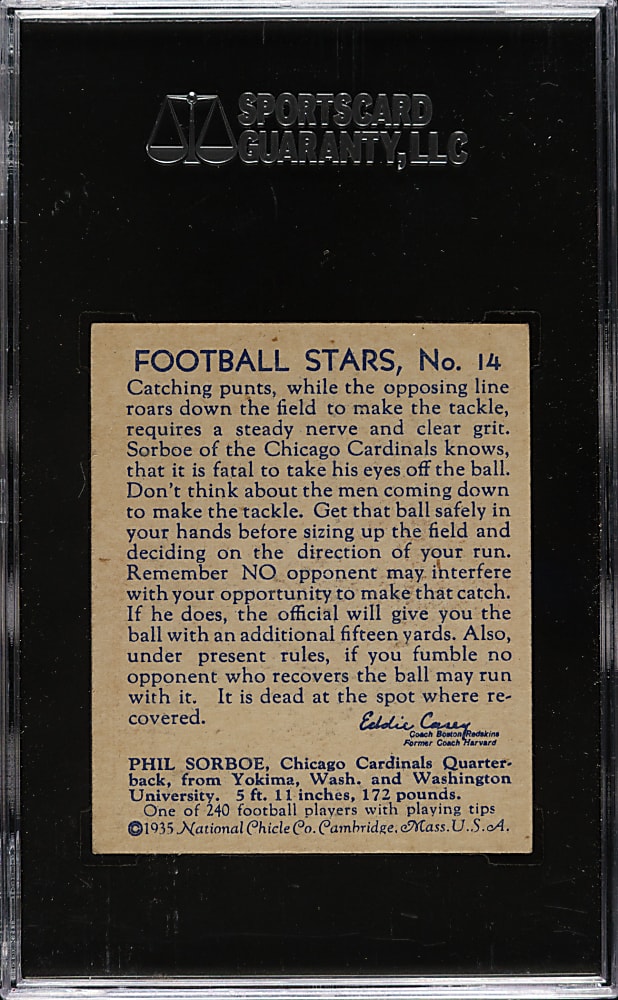 SPORTSCARD
GUARANTY, LLC
FOOTBALL STARS, No. 14
Catching punts, while the opposing line
roars down the field to make the tackle,
requires a steady nerve and clear grit.
Sorboe of the Chicago Cardinals knows,
that it is fatal to take his eyes off the ball.
Don't think about the men coming down
to make the tackle. Get that ball safely in
your hands before sizing up the field and
deciding on the direction of your run.
Remember NO opponent may interfere
with your opportunity to make that catch.
If he does, the official will give you the
ball with an additional fifteen yards. Also,
under present rules, if you fumble no
opponent who recovers the ball may run
with it. It is dead at the spot where re-
covered.
Eddie Casey
Coach Boston Redskins
Former Coach Harvard
PHIL SORBOE, Chicago Cardinals Quarter-
back, from Yokima, Wash. and Washington
University. 5 ft. 11 inches, 172 pounds.
One of 240 football players with playing tips
©1935 National Chicle Co. Cambridge, Mass. U.S.A.